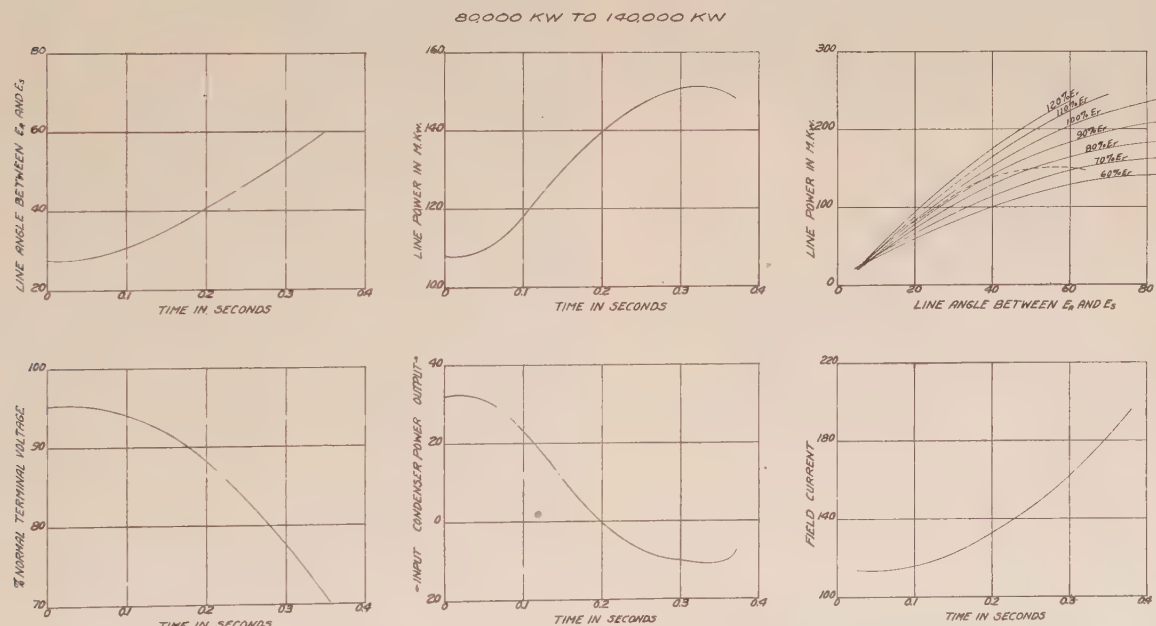 80,000 KW TO 140,000 KW
LINE ANGLE BETWEEN ER AND ES
80
60
40
20
0 0.1 0.2 0.3 0.4
TIME IN SECONDS
LINE POWER IN M.KW.
160
140
120
100
0 0.1 0.2 0.3 0.4
TIME IN SECONDS
LINE POWER IN M.KW.
300
200
100
0
0 20 40 60 80
120%Er
110%Er
100%Er
90%Er
80%Er
70%Er
60%Er
LINE ANGLE BETWEEN ER AND ES
% NORMAL TERMINAL VOLTAGE
100
90
80
70
0 0.1 0.2 0.3 0.4
TIME IN SECONDS
-INPUT CONDENSER POWER OUTPUT-
40
20
0
20
0 0.1 0.2 0.3 0.4
TIME IN SECONDS
FIELD CURRENT
220
180
140
100
0 0.1 0.2 0.3 0.4
TIME IN SECONDS